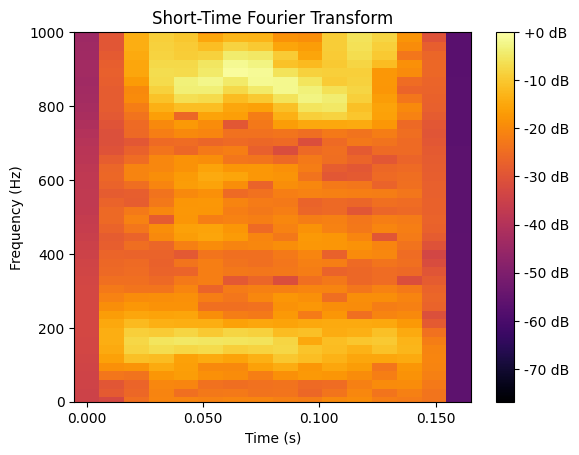 Short-Time Fourier Transform
1000
800
600
400
200
0
Frequency (Hz)
0.000 0.050 0.100 0.150
Time (s)
+0 dB
-10 dB
-20 dB
-30 dB
-40 dB
-50 dB
-60 dB
-70 dB